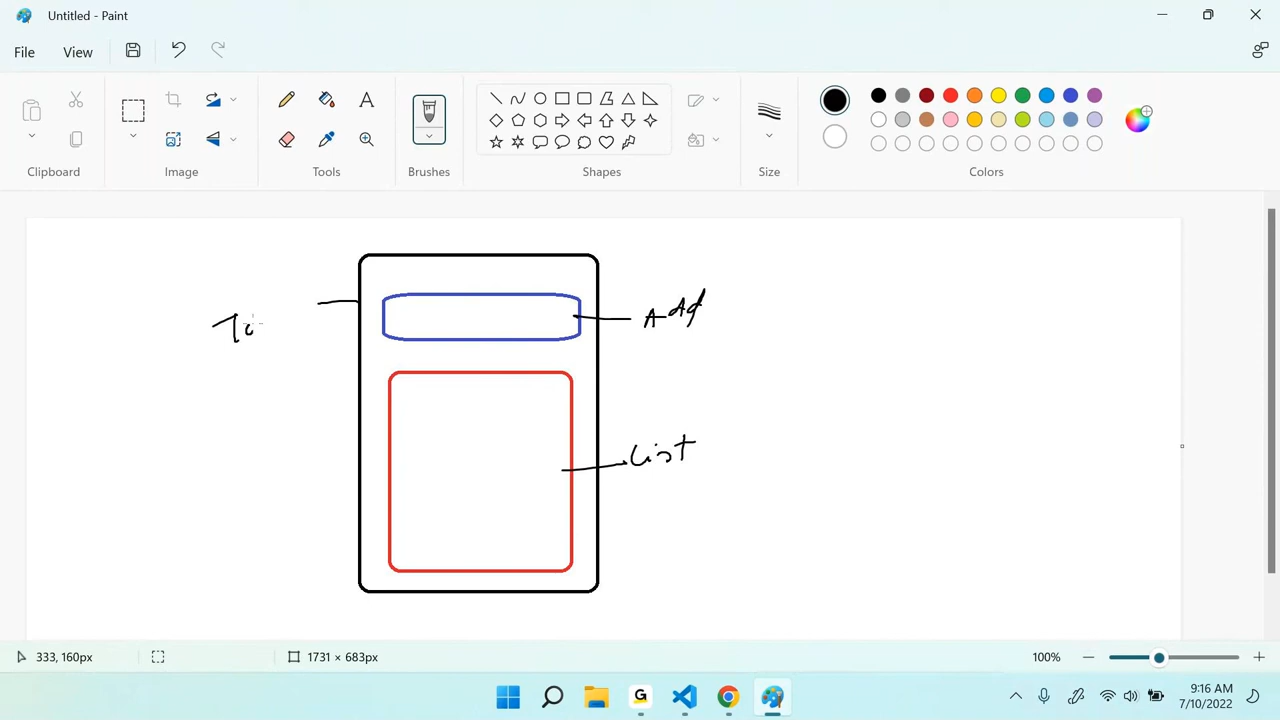 Untitled - Paint
File View
Clipboard
Image
Tools
Brushes
Shapes
Size
Colors
A
Add
To
List
333, 160px
1731 × 683px
100%
G
9:16 AM
7/10/2022